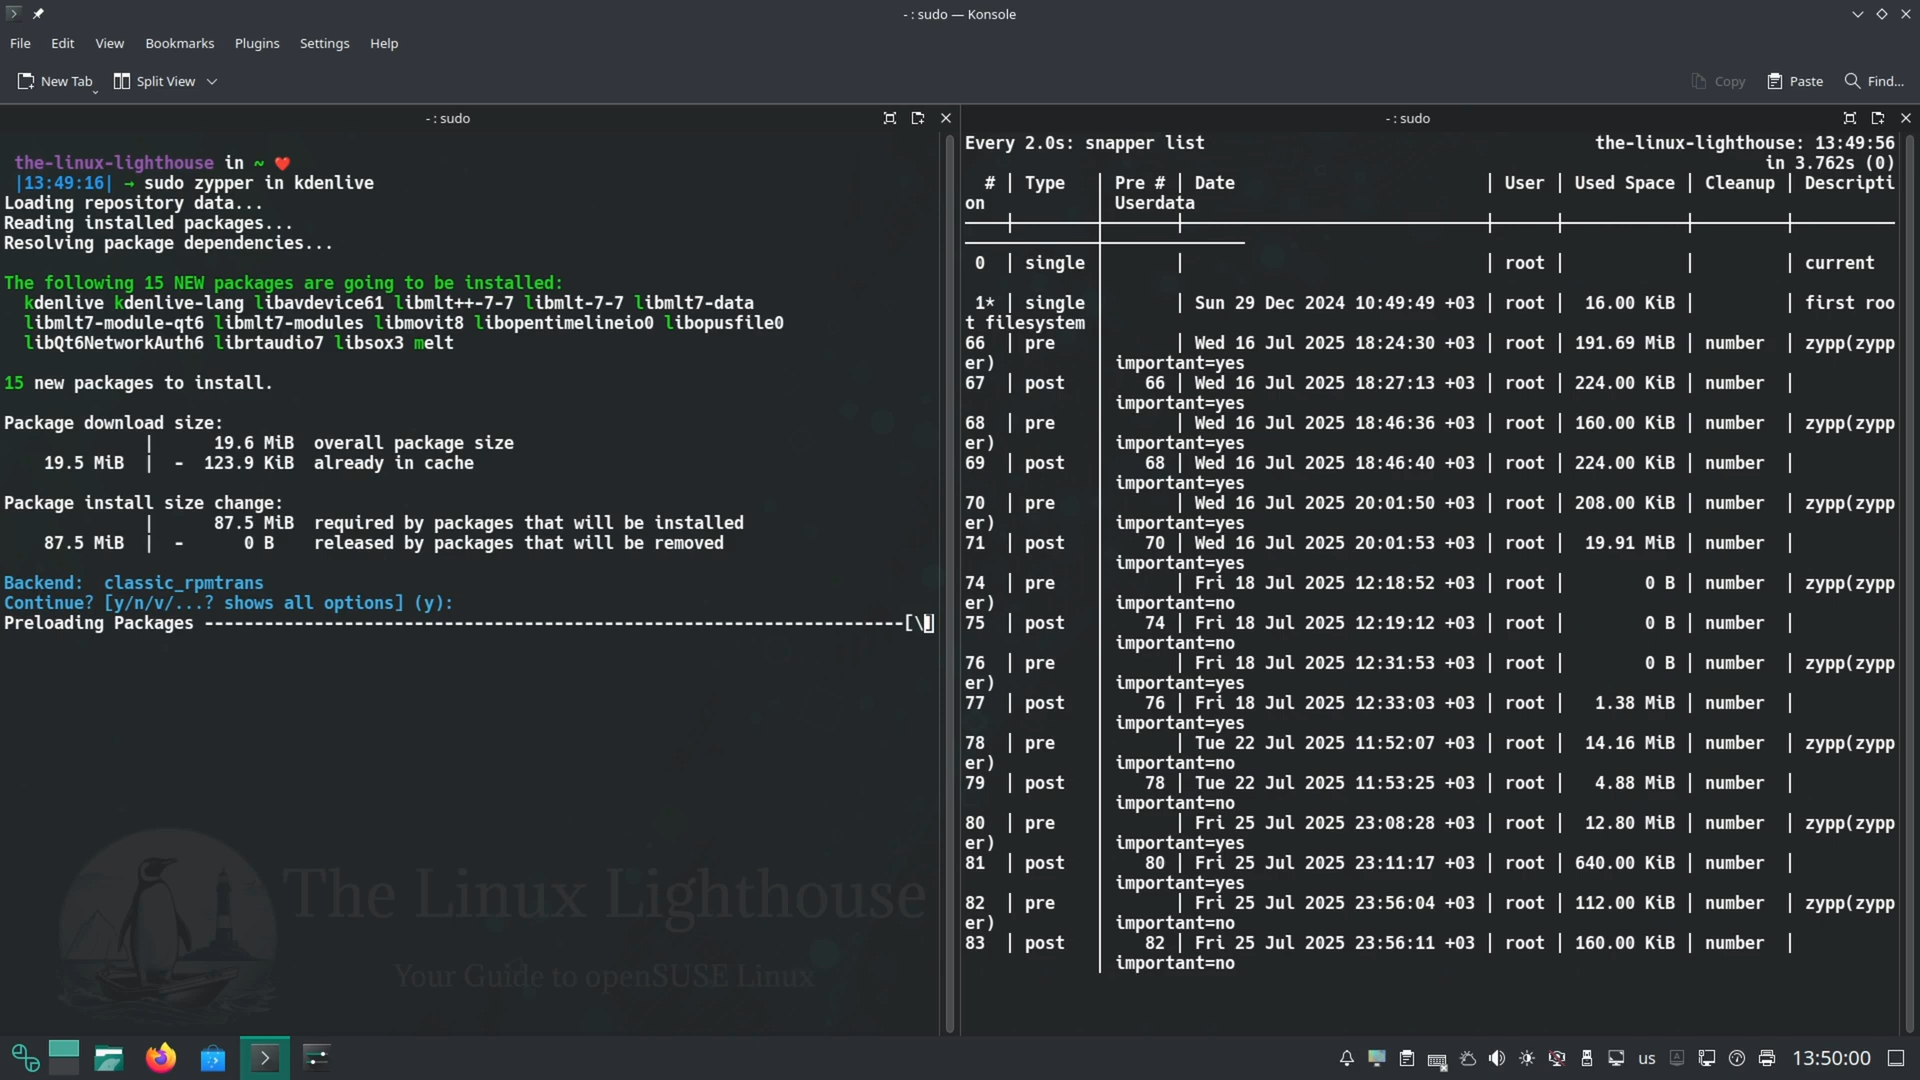 - : sudo — Konsole
File Edit View Bookmarks Plugins Settings Help
New Tab Split View Copy Paste Find...
- : sudo
the-linux-lighthouse in ~ ❤️
|13:49:16| → sudo zypper in kdenlive
Loading repository data...
Reading installed packages...
Resolving package dependencies...
The following 15 NEW packages are going to be installed:
kdenlive kdenlive-lang libavdevice61 libmlt++-7-7 libmlt-7-7 libmlt7-data
libmlt7-module-qt6 libmlt7-modules libmovit8 libopentimelineio0 libopusfile0
libQt6NetworkAuth6 librtaudio7 libsox3 melt
15 new packages to install.
Package download size:
| 19.6 MiB overall package size
19.5 MiB | - 123.9 KiB already in cache
Package install size change:
| 87.5 MiB required by packages that will be installed
87.5 MiB | - 0 B released by packages that will be removed
Backend: classic_rpmtrans
Continue? [y/n/v/...? shows all options] (y):
Preloading Packages ----------------------------------------------------------------------[\]
The Linux Lighthouse
Your Guide to openSUSE Linux
- : sudo
Every 2.0s: snapper list the-linux-lighthouse: 13:49:56
in 3.762s (0)
# | Type | Pre # | Date | User | Used Space | Cleanup | Descripti
on | Userdata
0 | single | | | root | | | current
1* | single | | Sun 29 Dec 2024 10:49:49 +03 | root | 16.00 KiB | | first roo
t filesystem |
66 | pre | | Wed 16 Jul 2025 18:24:30 +03 | root | 191.69 MiB | number | zypp(zypp
er) | important=yes
67 | post | 66 | Wed 16 Jul 2025 18:27:13 +03 | root | 224.00 KiB | number |
| important=yes
68 | pre | | Wed 16 Jul 2025 18:46:36 +03 | root | 160.00 KiB | number | zypp(zypp
er) | important=yes
69 | post | 68 | Wed 16 Jul 2025 18:46:40 +03 | root | 224.00 KiB | number |
| important=yes
70 | pre | | Wed 16 Jul 2025 20:01:50 +03 | root | 208.00 KiB | number | zypp(zypp
er) | important=yes
71 | post | 70 | Wed 16 Jul 2025 20:01:53 +03 | root | 19.91 MiB | number |
| important=yes
74 | pre | | Fri 18 Jul 2025 12:18:52 +03 | root | 0 B | number | zypp(zypp
er) | important=no
75 | post | 74 | Fri 18 Jul 2025 12:19:12 +03 | root | 0 B | number |
| important=no
76 | pre | | Fri 18 Jul 2025 12:31:53 +03 | root | 0 B | number | zypp(zypp
er) | important=yes
77 | post | 76 | Fri 18 Jul 2025 12:33:03 +03 | root | 1.38 MiB | number |
| important=yes
78 | pre | | Tue 22 Jul 2025 11:52:07 +03 | root | 14.16 MiB | number | zypp(zypp
er) | important=no
79 | post | 78 | Tue 22 Jul 2025 11:53:25 +03 | root | 4.88 MiB | number |
| important=no
80 | pre | | Fri 25 Jul 2025 23:08:28 +03 | root | 12.80 MiB | number | zypp(zypp
er) | important=yes
81 | post | 80 | Fri 25 Jul 2025 23:11:17 +03 | root | 640.00 KiB | number |
| important=yes
82 | pre | | Fri 25 Jul 2025 23:56:04 +03 | root | 112.00 KiB | number | zypp(zypp
er) | important=no
83 | post | 82 | Fri 25 Jul 2025 23:56:11 +03 | root | 160.00 KiB | number |
| important=no
us 13:50:00